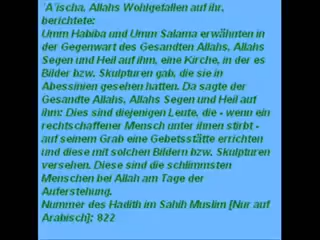 'A'ischa, Allahs Wohlgefallen auf ihr,
berichtete:
Umm Habiba und Umm Salama erwähnten in
der Gegenwart des Gesandten Allahs, Allahs
Segen und Heil auf ihm, eine Kirche, in der es
Bilder bzw. Skulpturen gab, die sie in
Abessinien gesehen hatten. Da sagte der
Gesandte Allahs, Allahs Segen und Heil auf
ihm: Dies sind diejenigen Leute, die - wenn ein
rechtschaffener Mensch unter ihnen stirbt -
auf seinem Grab eine Gebetsstätte errichten
und diese mit solchen Bildern bzw. Skulpturen
versehen. Diese sind die schlimmsten
Menschen bei Allah am Tage der
Auferstehung.
Nummer des Hadith im Sahih Muslim [Nur auf
Arabisch]: 822